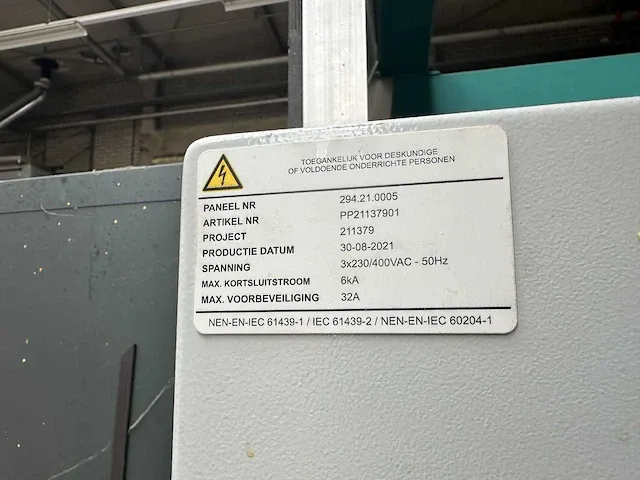 TOEGANKELIJK VOOR DESKUNDIGE
OF VOLDOENDE ONDERRICHTE PERSONEN
PANEEL NR 294.21.0005
ARTIKEL NR PP21137901
PROJECT 211379
PRODUCTIE DATUM 30-08-2021
SPANNING 3x230/400VAC - 50Hz
MAX. KORTSLUITSTROOM 6kA
MAX. VOORBEVEILIGING 32A
NEN-EN-IEC 61439-1 / IEC 61439-2 / NEN-EN-IEC 60204-1